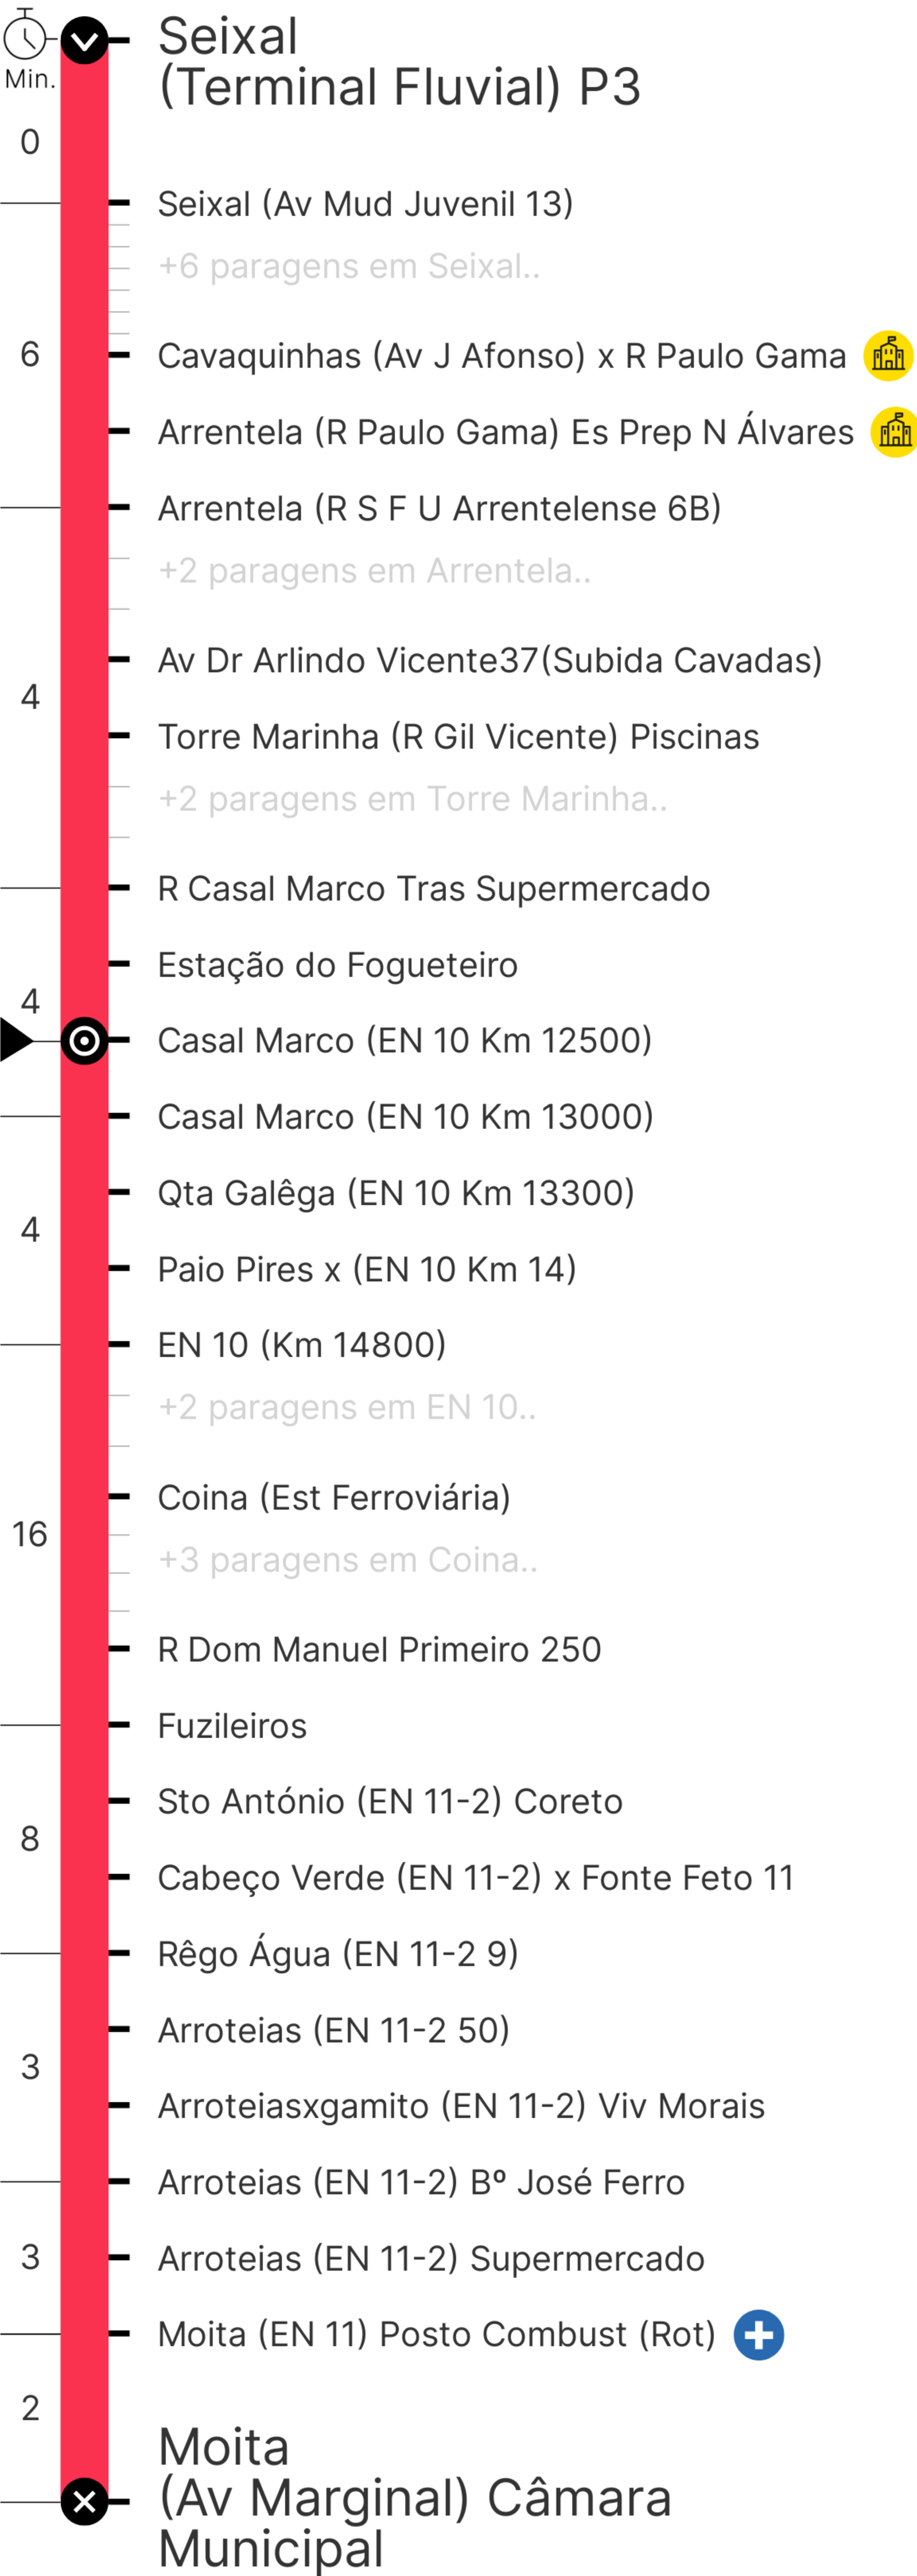 Seixal
(Terminal Fluvial) P3
Min.
0
Seixal (Av Mud Juvenil 13)
+6 paragens em Seixal..
6
Cavaquinhas (Av J Afonso) x R Paulo Gama
Arrentela (R Paulo Gama) Es Prep N Álvares
Arrentela (R S F U Arrentelense 6B)
+2 paragens em Arrentela..
Av Dr Arlindo Vicente37(Subida Cavadas)
4
Torre Marinha (R Gil Vicente) Piscinas
+2 paragens em Torre Marinha..
R Casal Marco Tras Supermercado
Estação do Fogueteiro
4
Casal Marco (EN 10 Km 12500)
Casal Marco (EN 10 Km 13000)
Qta Galêga (EN 10 Km 13300)
4
Paio Pires x (EN 10 Km 14)
EN 10 (Km 14800)
+2 paragens em EN 10..
Coina (Est Ferroviária)
16
+3 paragens em Coina..
R Dom Manuel Primeiro 250
Fuzileiros
Sto António (EN 11-2) Coreto
8
Cabeço Verde (EN 11-2) x Fonte Feto 11
Rêgo Água (EN 11-2 9)
Arroteias (EN 11-2 50)
3
Arroteiasxgamito (EN 11-2) Viv Morais
Arroteias (EN 11-2) Bº José Ferro
3
Arroteias (EN 11-2) Supermercado
Moita (EN 11) Posto Combust (Rot)
2
Moita
(Av Marginal) Câmara
Municipal